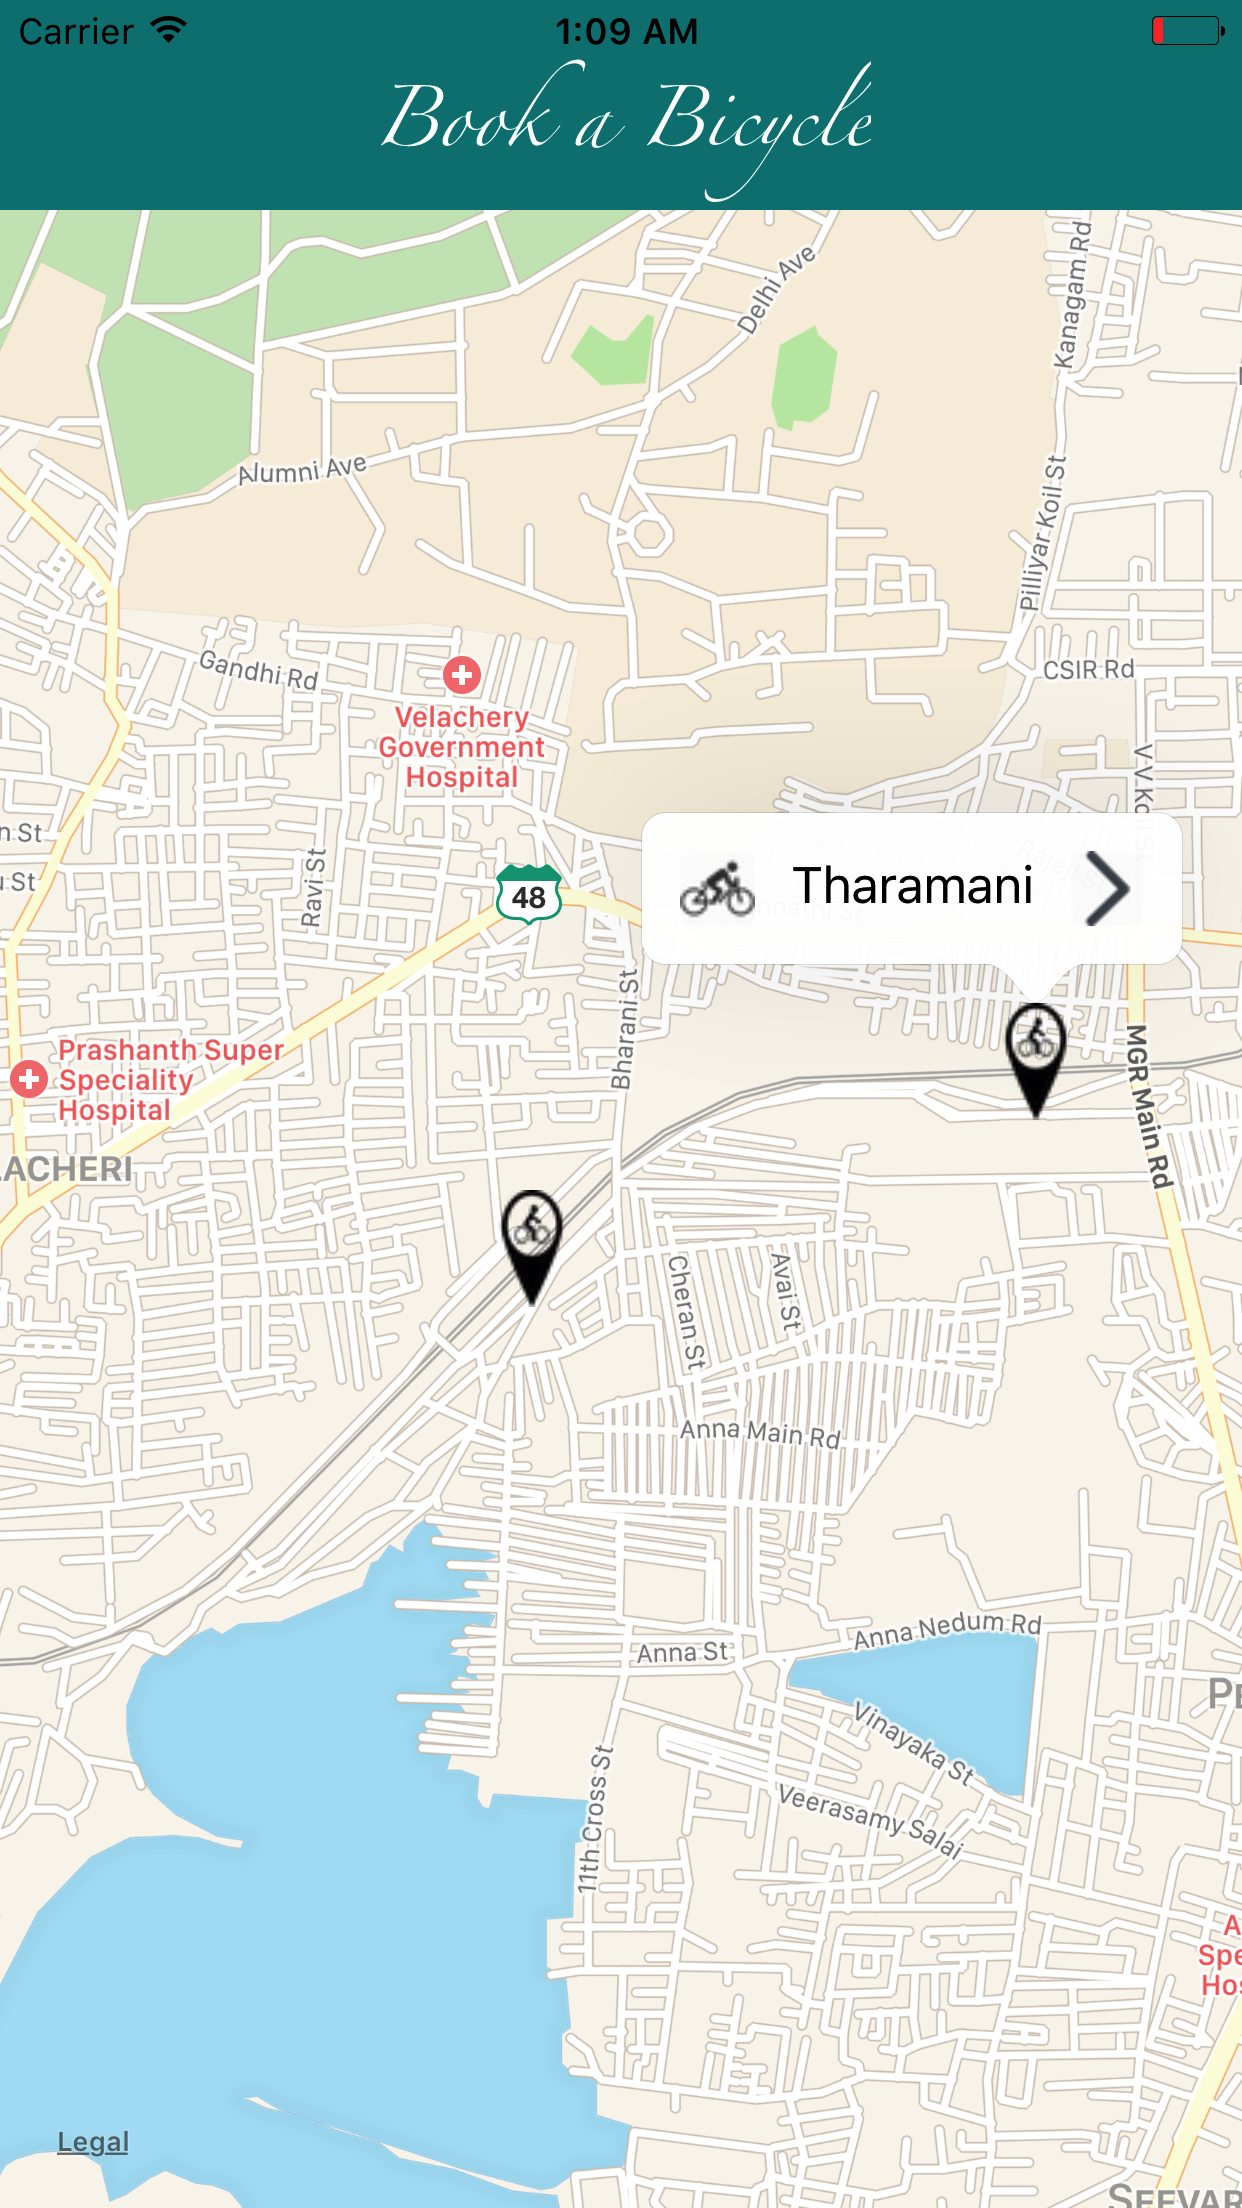 Carrier
1:09 AM
Book a Bicycle
Kanagam Rd
Delhi Ave
Alumni Ave
Pilliyar Koil St
Gandhi Rd
CSIR Rd
Velachery
Government
Hospital
n St
St
Ravi St
48
Tharamani
Bharani St
Prashanth Super
Speciality
Hospital
MGR Main Rd
ACHERI
Cheran St
Avai St
Anna Main Rd
Anna Nedum Rd
Anna St
Vinayaka St
Veerasamy Salai
11th Cross St
A
Spe
Hos
Legal
SEEVAR